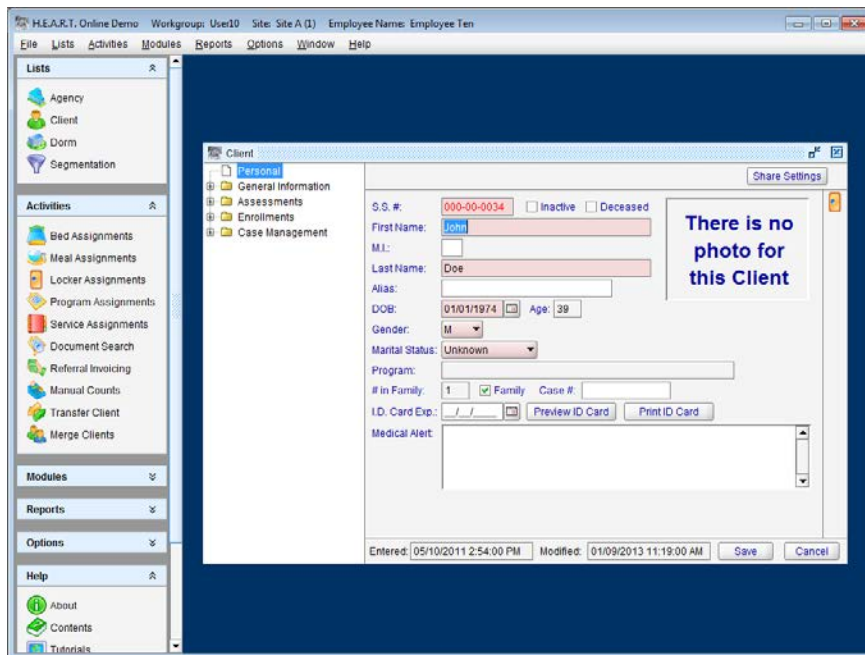 H.E.A.R.T. Online Demo Workgroup: User10 Site: Site A (1) Employee Name: Employee Ten
File Lists Activities Modules Reports Options Window Help
Lists
Agency
Client
Dorm
Segmentation
Activities
Bed Assignments
Meal Assignments
Locker Assignments
Program Assignments
Service Assignments
Document Search
Referral Invoicing
Manual Counts
Transfer Client
Merge Clients
Modules
Reports
Options
Help
About
Contents
Tutorials
Client
Personal
General Information
Assessments
Enrollments
Case Management
Share Settings
S.S. #: 000-00-0034 Inactive Deceased
First Name: John
M.I.:
Last Name: Doe
Alias:
DOB: 01/01/1974 Age: 39
Gender: M
Marital Status: Unknown
Program:
# in Family: 1 Family Case #:
I.D. Card Exp.: __/__/____ Preview ID Card Print ID Card
Medical Alert:
There is no
photo for
this Client
Entered: 05/10/2011 2:54:00 PM Modified: 01/09/2013 11:19:00 AM Save Cancel